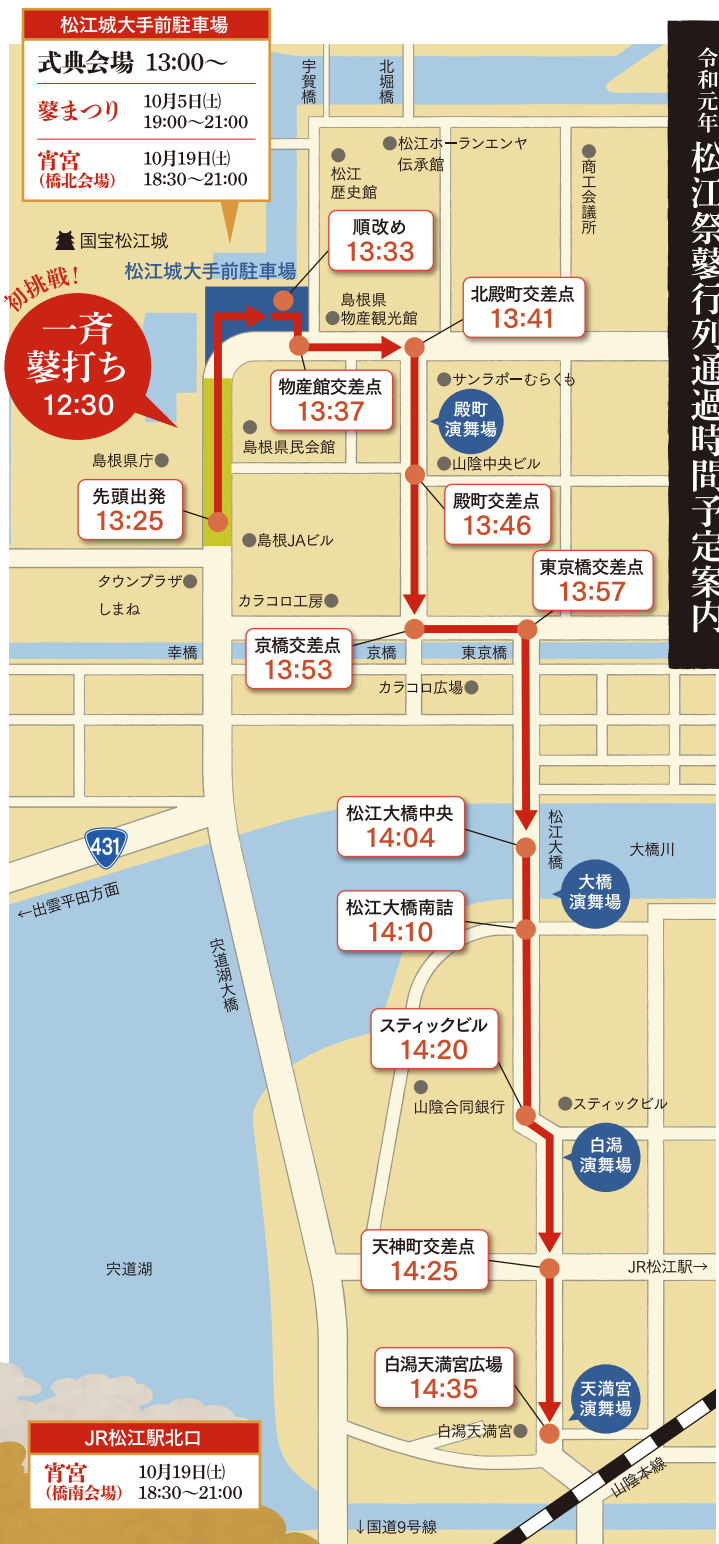 松江城大手前駐車場
式典会場 13:00～
鼕まつり 10月5日(土) 19:00～21:00
宵宮 (橋北会場) 10月19日(土) 18:30～21:00
令和元年 松江祭鼕行列通過時間予定案内
宇賀橋
北堀橋
松江ホーランエンヤ
伝承館
松江
歴史館
商工会議所
国宝松江城
松江城大手前駐車場
順改め
13:33
初挑戦！
一斉
鼕打ち
12:30
島根県
物産観光館
北殿町交差点
13:41
物産館交差点
13:37
サンラポーむらくも
殿町
演舞場
島根県民会館
島根県庁
山陰中央ビル
先頭出発
13:25
殿町交差点
13:46
島根JAビル
東京橋交差点
13:57
タウンプラザ
しまね
カラコロ工房
京橋交差点
13:53
幸橋
京橋
東京橋
カラコロ広場
松江大橋中央
14:04
松江大橋
大橋川
431
←出雲平田方面
大橋
演舞場
松江大橋南詰
14:10
宍道湖大橋
スティックビル
14:20
山陰合同銀行
スティックビル
白潟
演舞場
天神町交差点
14:25
宍道湖
JR松江駅→
白潟天満宮広場
14:35
天満宮
演舞場
白潟天満宮
JR松江駅北口
宵宮 (橋南会場) 10月19日(土) 18:30～21:00
山陰本線
↓国道9号線